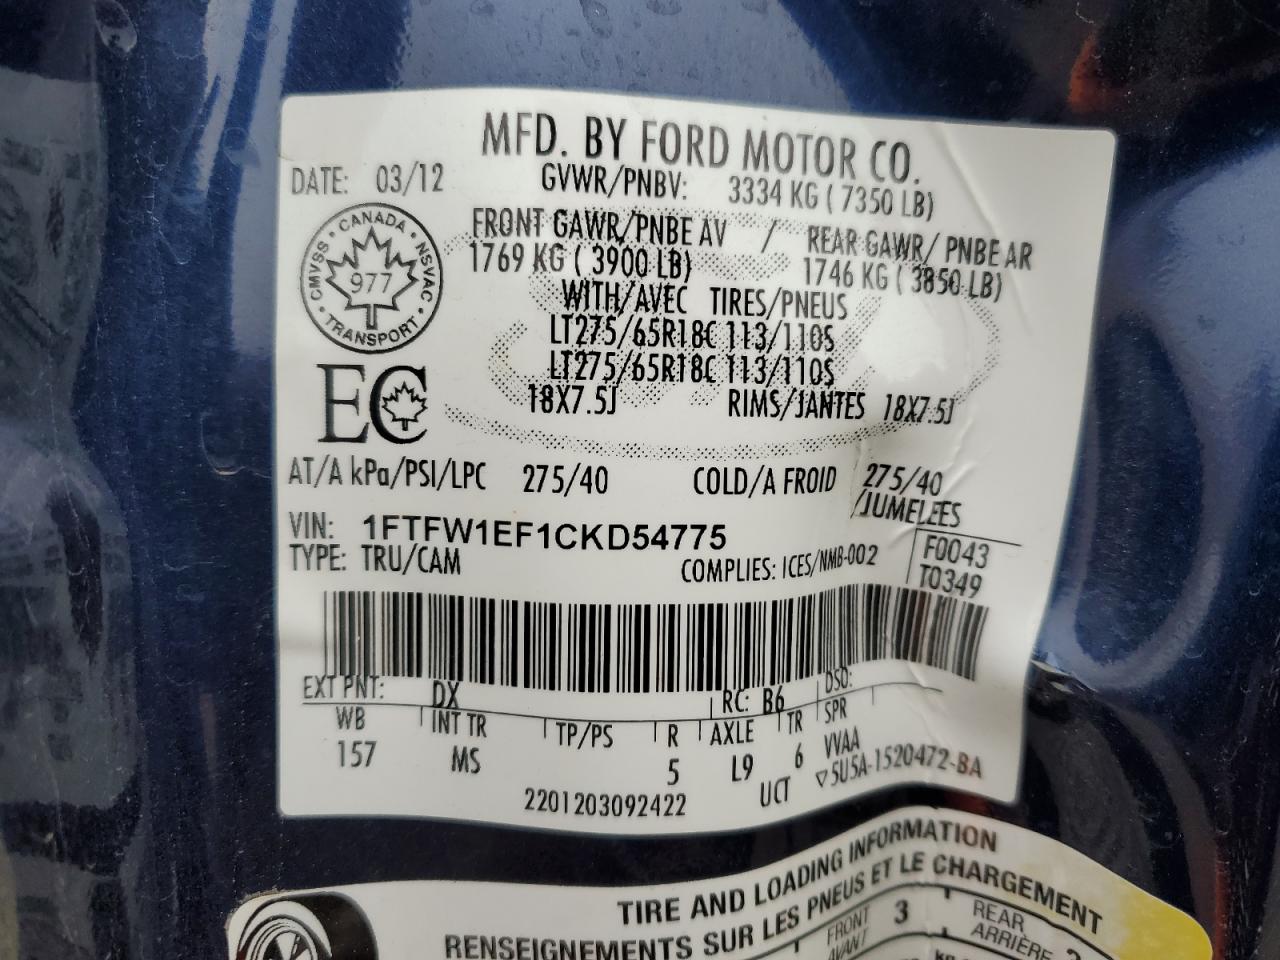 MFD. BY FORD MOTOR CO.
DATE: 03/12 GVWR/PNBV: 3334 KG ( 7350 LB)
FRONT GAWR/PNBE AV / REAR GAWR/ PNBE AR
1769 KG ( 3900 LB) 1746 KG ( 3850 LB)
WITH/AVEC TIRES/PNEUS
LT275/65R18C 113/110S
LT275/65R18C 113/110S
18X7.5J RIMS/JANTES 18X7.5J
CANADA
CMVSS NSVAC
977
TRANSPORT
EC
AT/A kPa/PSI/LPC 275/40 COLD/A FROID 275/40
/JUMELEES
VIN: 1FTFW1EF1CKD54775
TYPE: TRU/CAM COMPLIES: ICES/NMB-002
F0043
T0349
EXT PNT: DX RC: B6 DSO:
WB INT TR TP/PS R AXLE TR SPR
157 MS 5 L9 6 VVAA
UCT ▽5U5A-1520472-BA
2201203092422
TIRE AND LOADING INFORMATION
RENSEIGNEMENTS SUR LES PNEUS ET LE CHARGEMENT
FRONT 3 REAR
AVANT ARRIÈRE